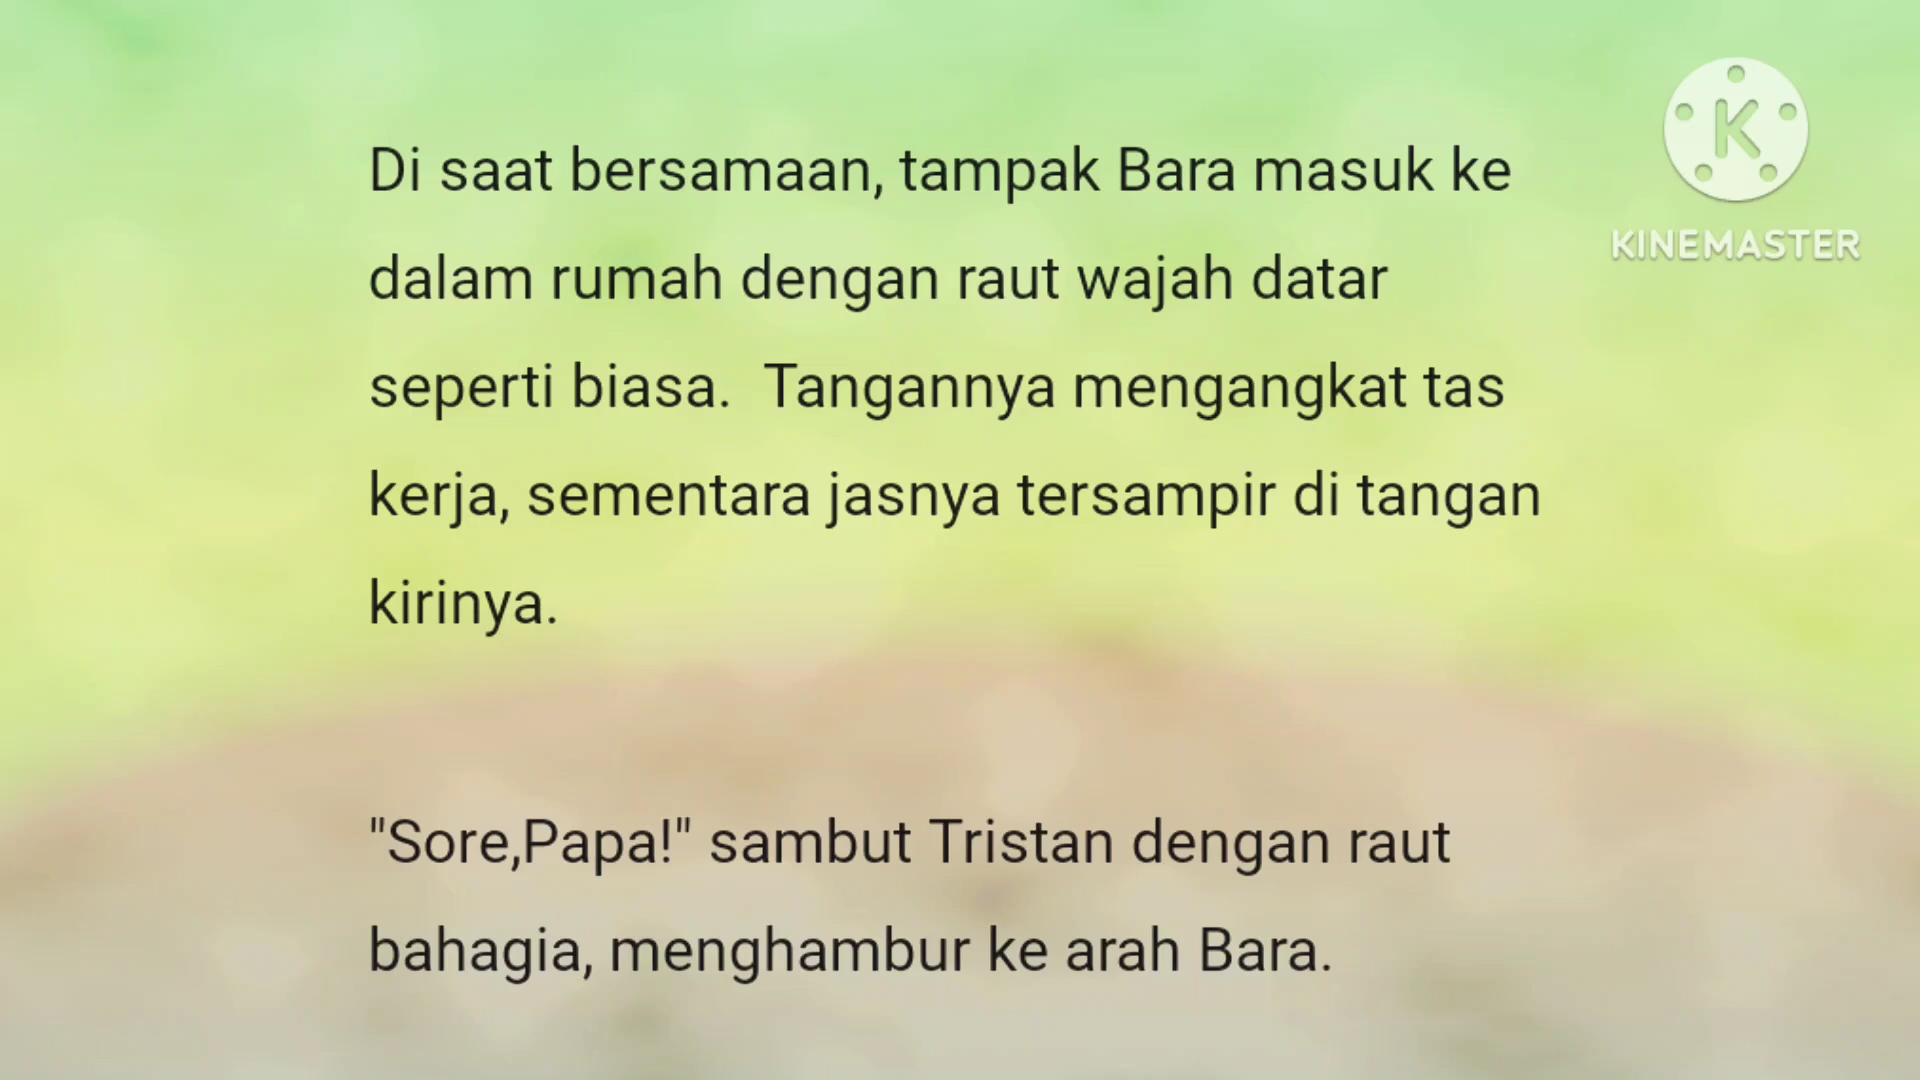 Di saat bersamaan, tampak Bara masuk ke
dalam rumah dengan raut wajah datar
seperti biasa.  Tangannya mengangkat tas
kerja, sementara jasnya tersampir di tangan
kirinya.
"Sore,Papa!" sambut Tristan dengan raut
bahagia, menghambur ke arah Bara.
K
KINEMASTER